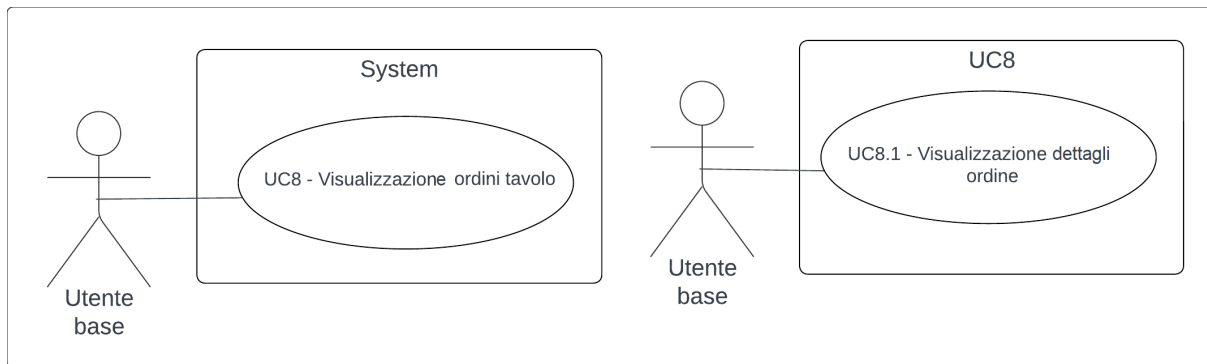 System
UC8 - Visualizzazione ordini tavolo
Utente
base
UC8
UC8.1 - Visualizzazione dettagli
ordine
Utente
base